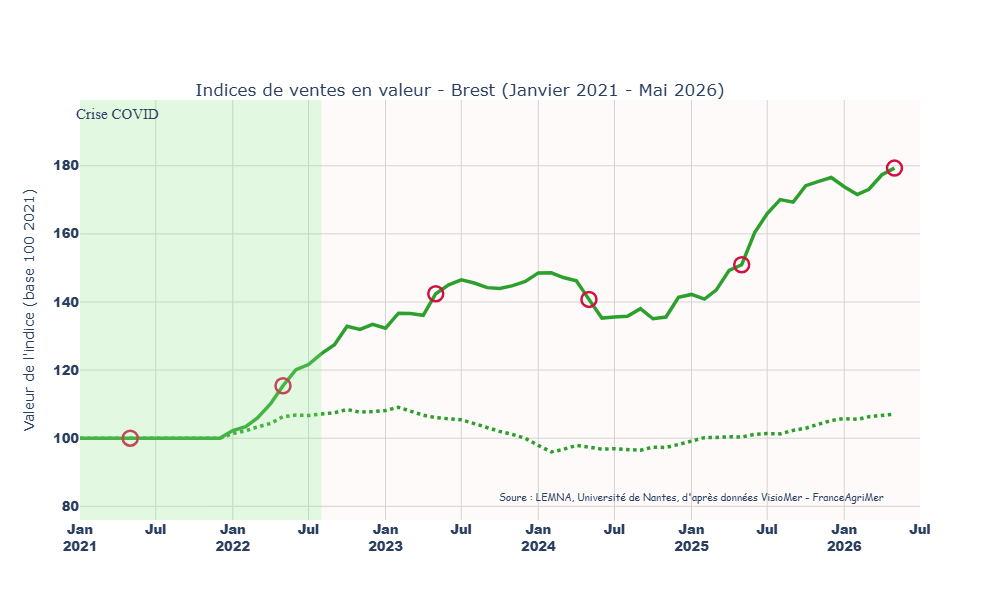 Indices de ventes en valeur - Brest (Janvier 2021 - Mai 2026)
Crise COVID
Valeur de l'indice (base 100 2021)
180
160
140
120
100
80
Soure : LEMNA, Université de Nantes, d'après données VisioMer - FranceAgriMer
Jan Jul Jan Jul Jan Jul Jan Jul Jan Jul Jan Jul
2021 2022 2023 2024 2025 2026